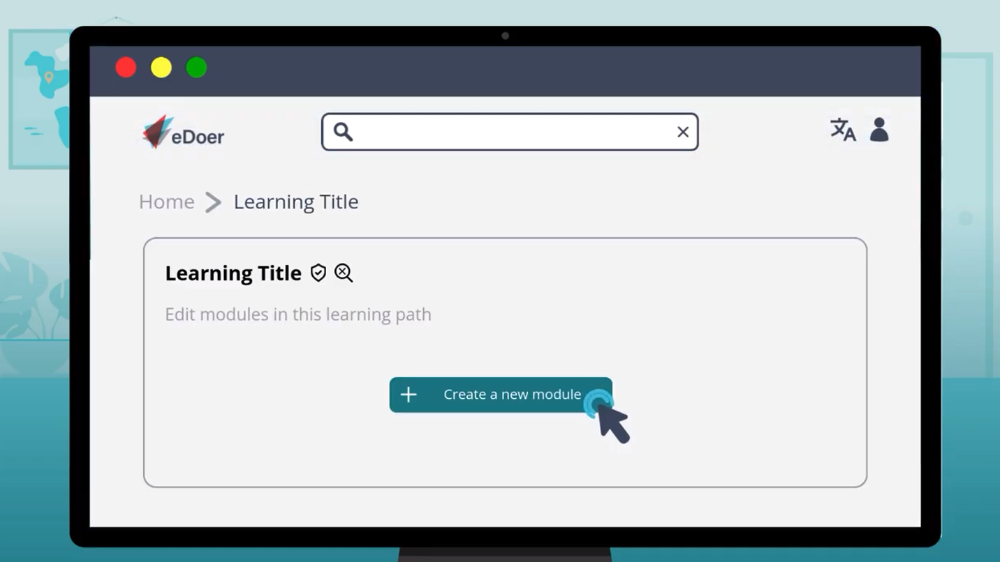 eDoer
Home > Learning Title
Learning Title
Edit modules in this learning path
+ Create a new module